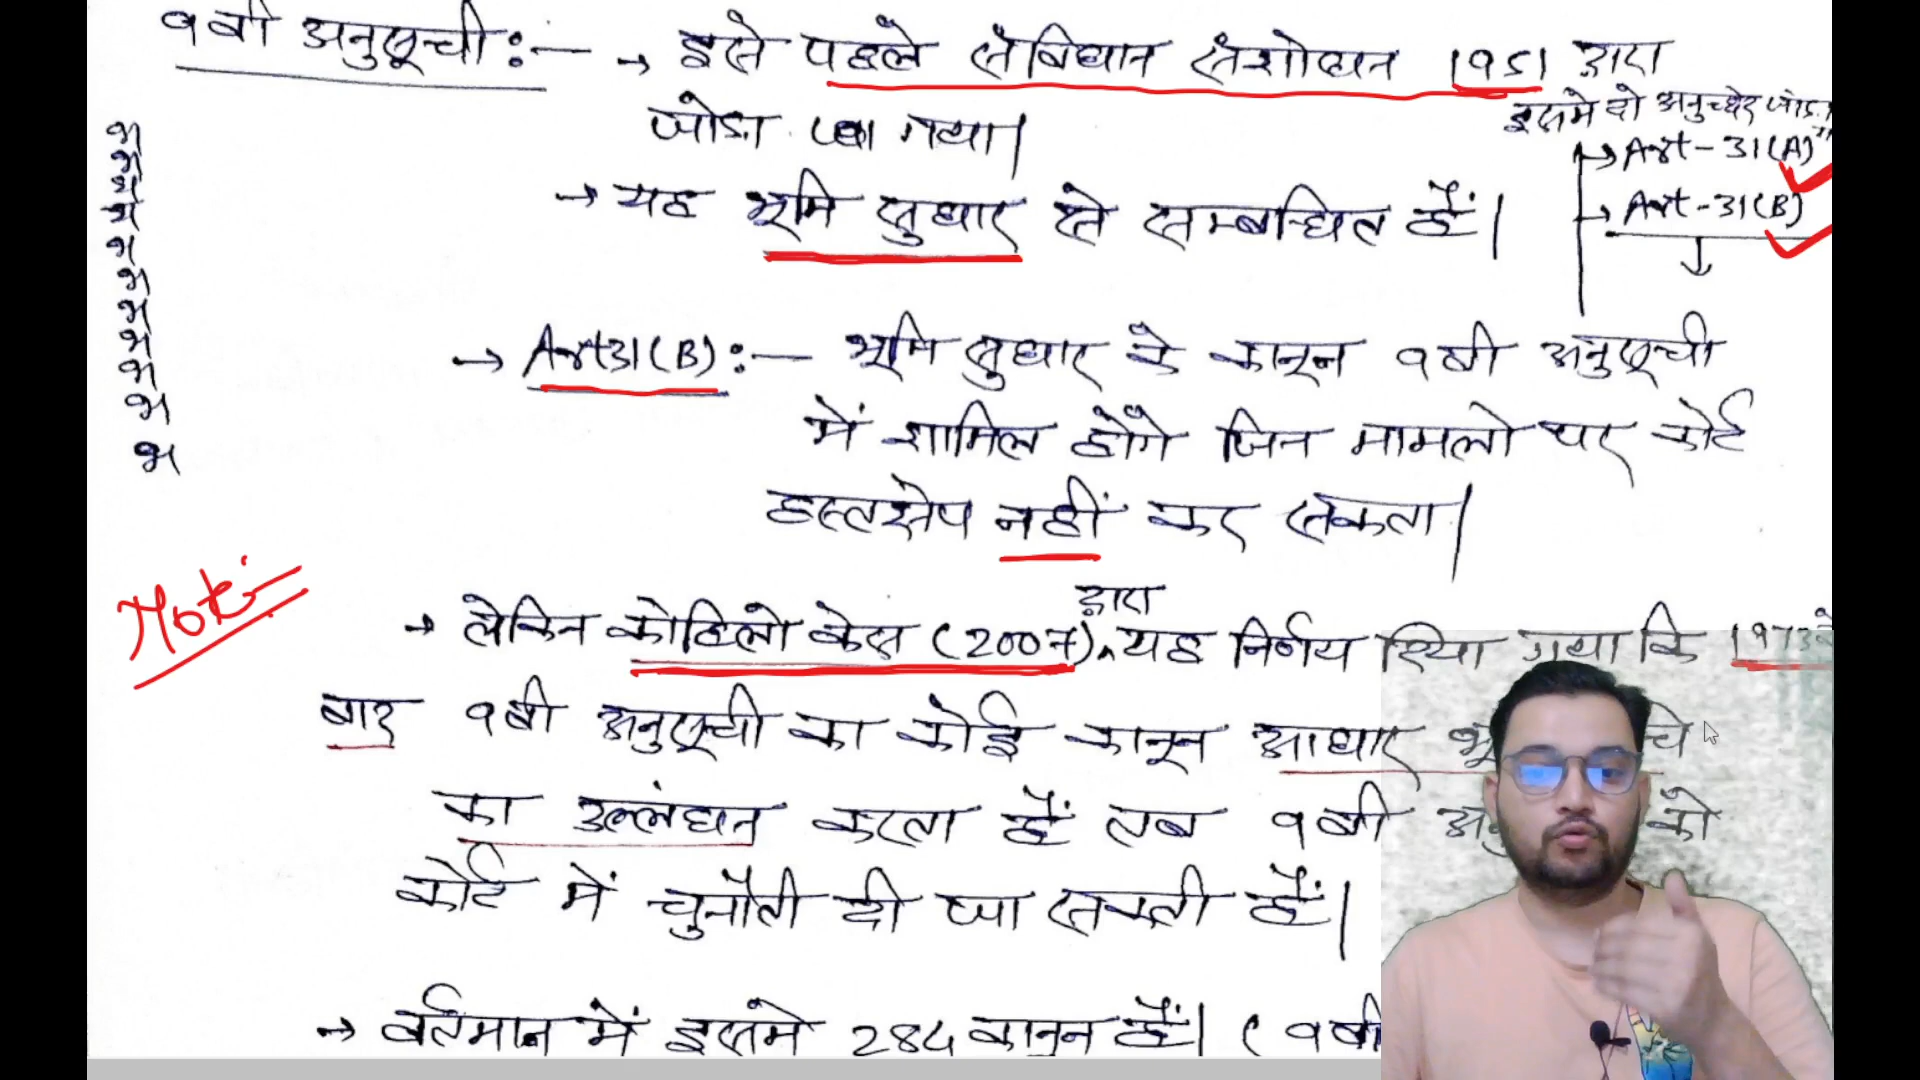 9वीं अनुसूची :— → इसे पहले संविधान संशोधन 1951 द्वारा
जोड़ा गया।
इसमे दो अनुच्छेद जोड़े
→ Art-31(A)
→ Art-31(B)
→ यह भूमि सुधार से सम्बन्धित हैं।
→ Art31(B) :— भूमि सुधार के कानून 9वीं अनुसूची
में शामिल होंगे जिन मामलो पर कोर्ट
हस्तक्षेप नहीं कर सकता।
Note:-
→ लेकिन कोहिलो केस (2007) द्वारा यह निर्णय दिया गया कि 1973 के
बाद 9वी अनुसूची का कोई कानून आधार
का उल्लंघन करता हैं तब 9वी को
कोर्ट में चुनौती दी जा सकती हैं।
→ वर्तमान में इसमे 284 कानून हैं। (9वी